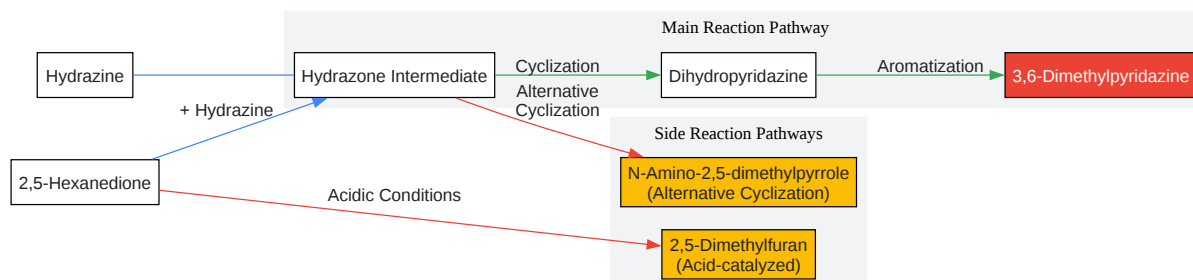 Main Reaction Pathway
Hydrazine
Hydrazone Intermediate
Cyclization
Dihydropyridazine
Aromatization
3,6-Dimethylpyridazine
+ Hydrazine
Alternative
Cyclization
Side Reaction Pathways
2,5-Hexanedione
Acidic Conditions
N-Amino-2,5-dimethylpyrrole
(Alternative Cyclization)
2,5-Dimethylfuran
(Acid-catalyzed)